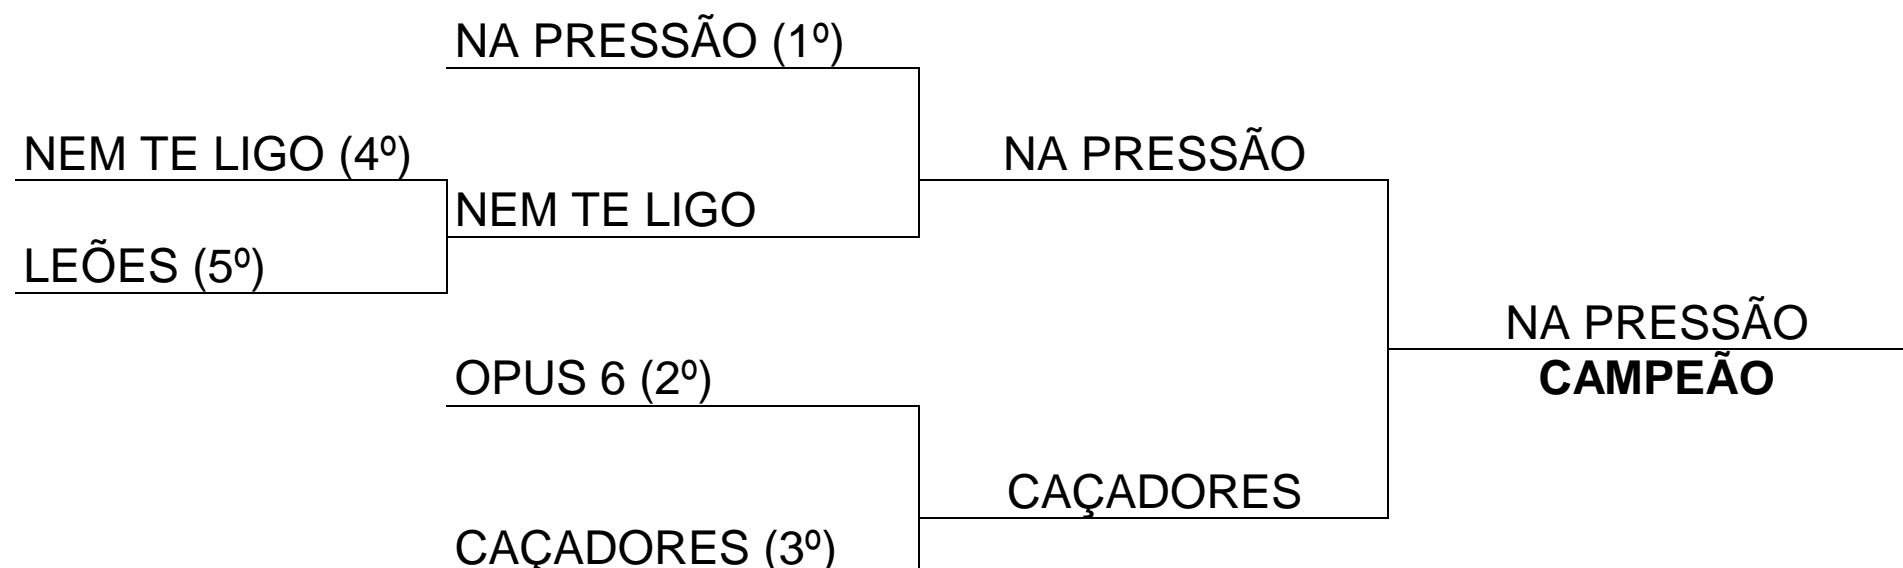 NA PRESSÃO (1º)
NEM TE LIGO (4º)
NA PRESSÃO
NEM TE LIGO
LEÕES (5º)
NA PRESSÃO
CAMPEÃO
OPUS 6 (2º)
CAÇADORES
CAÇADORES (3º)